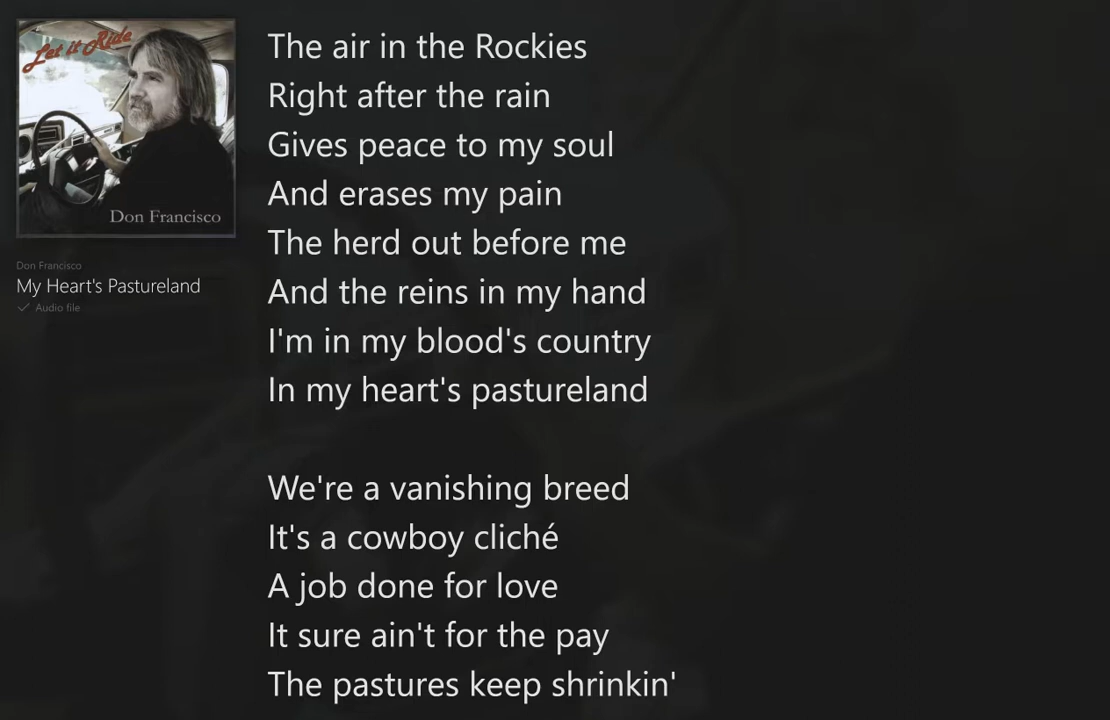 Let it Ride
Don Francisco
Don Francisco
My Heart's Pastureland
Audio file
The air in the Rockies
Right after the rain
Gives peace to my soul
And erases my pain
The herd out before me
And the reins in my hand
I'm in my blood's country
In my heart's pastureland
We're a vanishing breed
It's a cowboy cliché
A job done for love
It sure ain't for the pay
The pastures keep shrinkin'